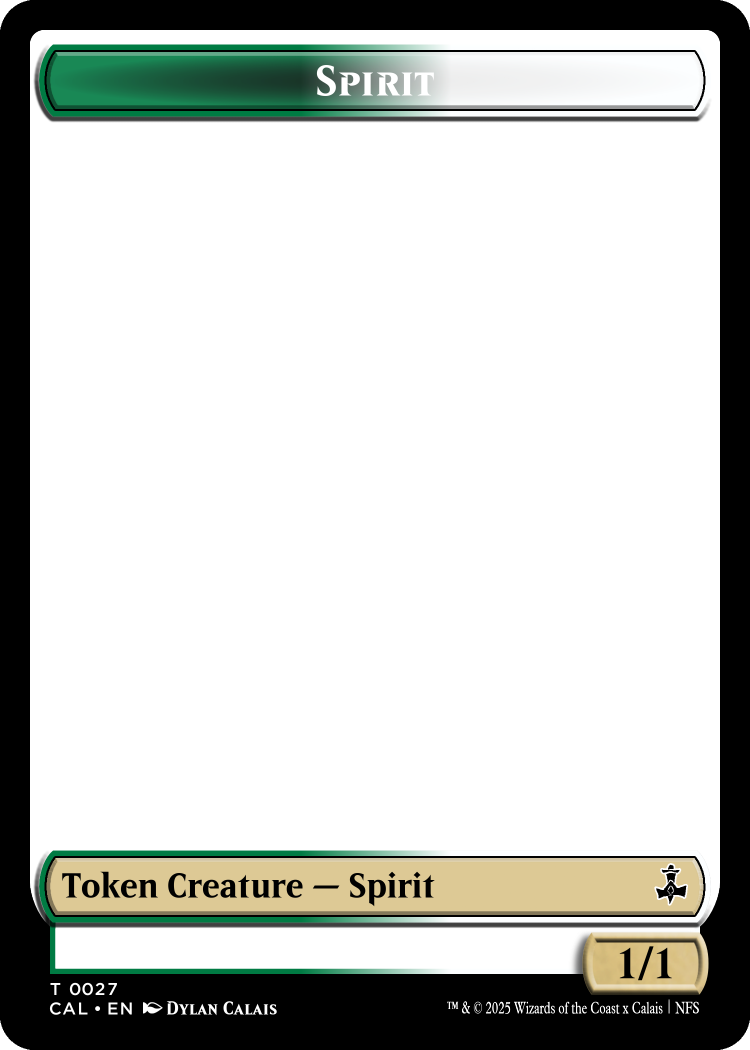 Spirit
Token Creature — Spirit
1/1
T 0027
CAL • EN Dylan Calais
™ & © 2025 Wizards of the Coast x Calais | NFS